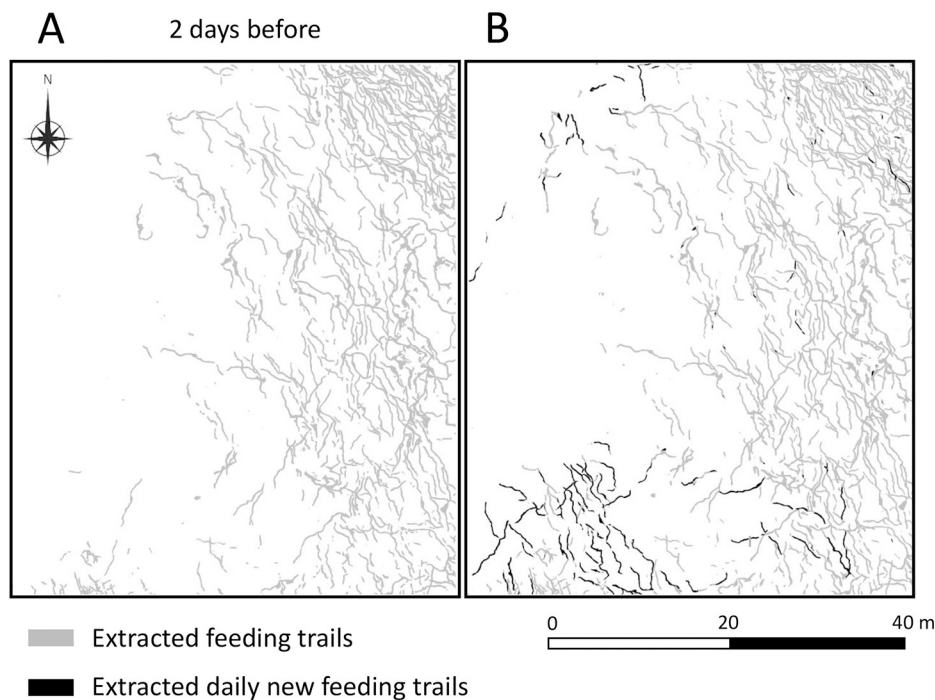 A 2 days before B
N
Extracted feeding trails
Extracted daily new feeding trails
0 20 40 m